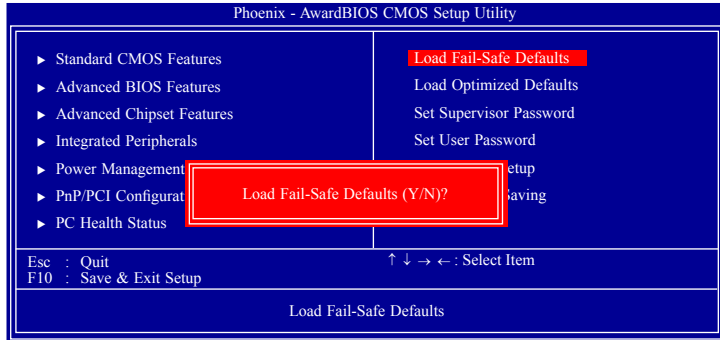 Phoenix - AwardBIOS CMOS Setup Utility
► Standard CMOS Features
► Advanced BIOS Features
► Advanced Chipset Features
► Integrated Peripherals
► Power Management
► PnP/PCI Configurat
► PC Health Status
Load Fail-Safe Defaults
Load Optimized Defaults
Set Supervisor Password
Set User Password
etup
Saving
Load Fail-Safe Defaults (Y/N)?
Esc : Quit
F10 : Save & Exit Setup
↑ ↓ → ← : Select Item
Load Fail-Safe Defaults